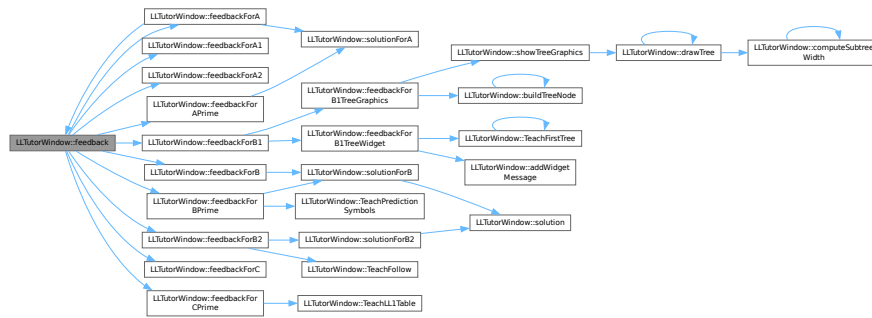 LLTutorWindow::feedback
LLTutorWindow::feedbackForA
LLTutorWindow::feedbackForA1
LLTutorWindow::feedbackForA2
LLTutorWindow::feedbackFor
APrime
LLTutorWindow::feedbackForB1
LLTutorWindow::feedbackForB
LLTutorWindow::feedbackFor
BPrime
LLTutorWindow::feedbackForB2
LLTutorWindow::feedbackForC
LLTutorWindow::feedbackFor
CPrime
LLTutorWindow::solutionForA
LLTutorWindow::feedbackFor
B1TreeGraphics
LLTutorWindow::feedbackFor
B1TreeWidget
LLTutorWindow::solutionForB
LLTutorWindow::TeachPrediction
Symbols
LLTutorWindow::solutionForB2
LLTutorWindow::TeachFollow
LLTutorWindow::TeachLL1Table
LLTutorWindow::showTreeGraphics
LLTutorWindow::buildTreeNode
LLTutorWindow::TeachFirstTree
LLTutorWindow::addWidget
Message
LLTutorWindow::solution
LLTutorWindow::drawTree
LLTutorWindow::computeSubtree
Width